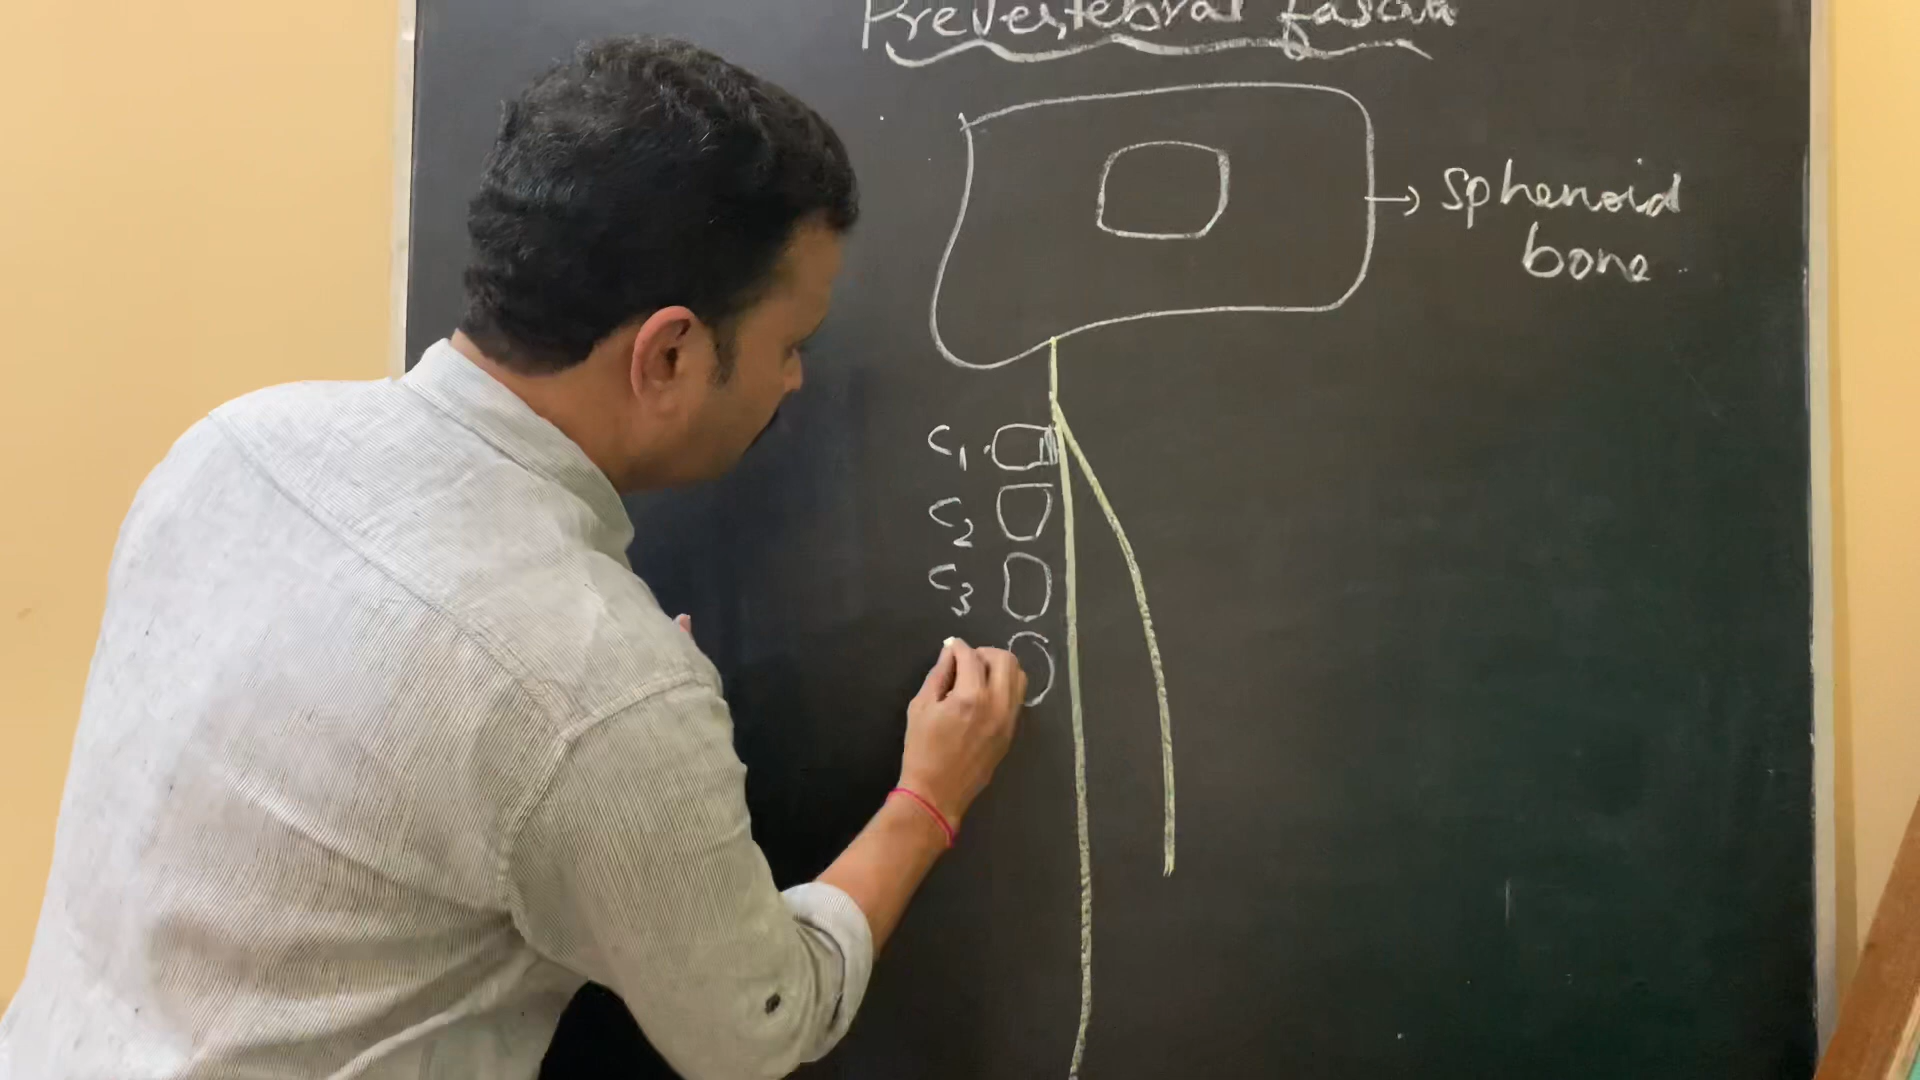 Prevertebral fascia
Sphenoid
bone
C1
C2
C3